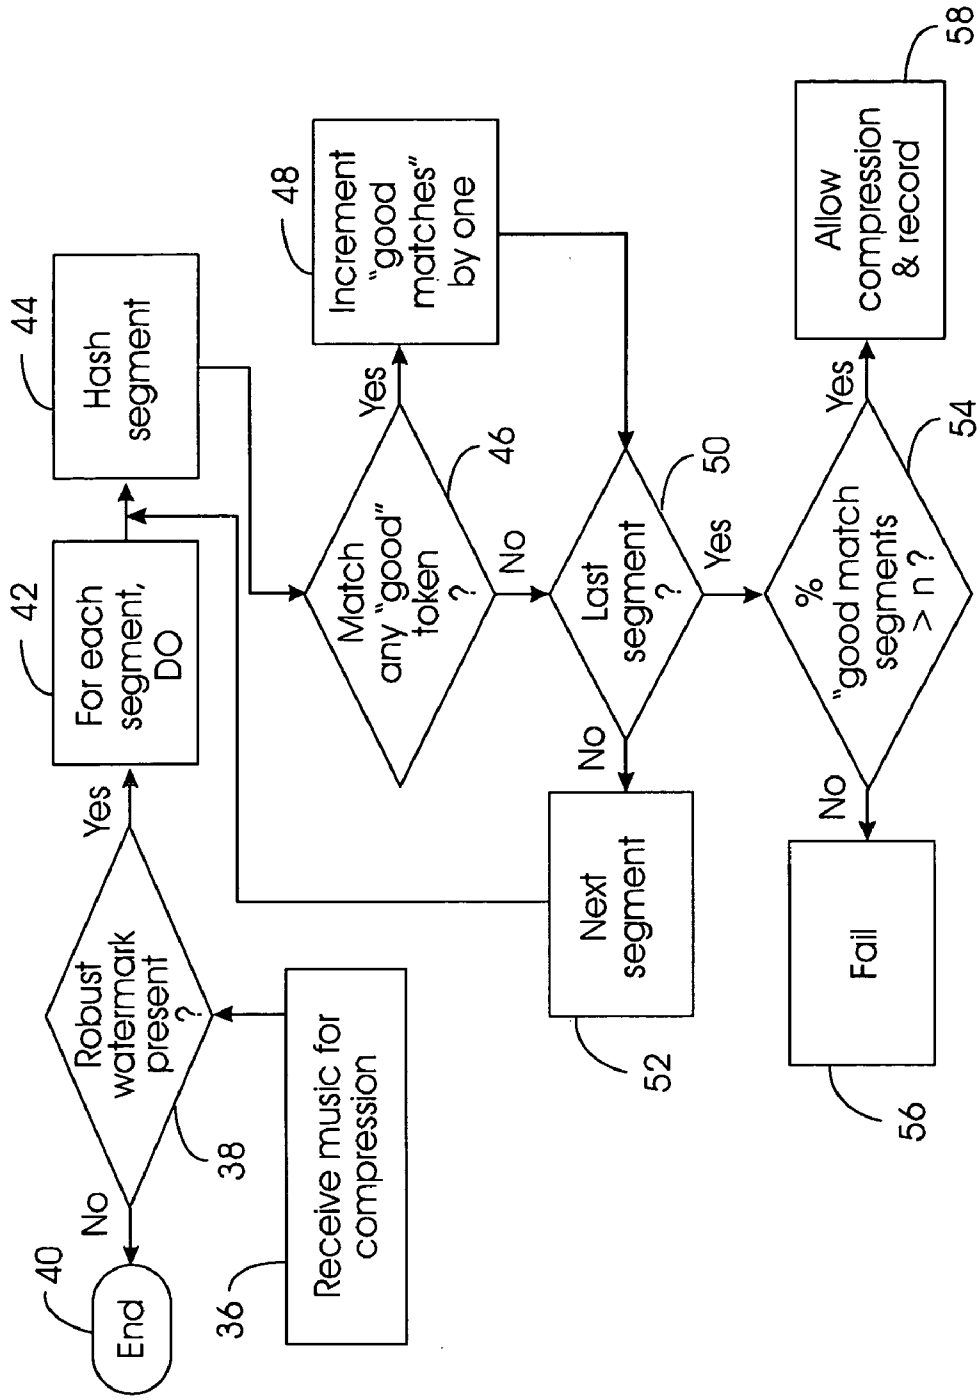 36
Receive music for
compression
38
Robust
watermark
present
?
No
40
End
Yes
42
For each
segment,
DO
44
Hash
segment
46
Match
any "good"
token
?
Yes
48
Increment
"good
matches"
by one
No
50
Last
segment
?
No
52
Next
segment
Yes
54
%
"good match
segments
> n ?
No
56
Fail
Yes
58
Allow
compression
& record